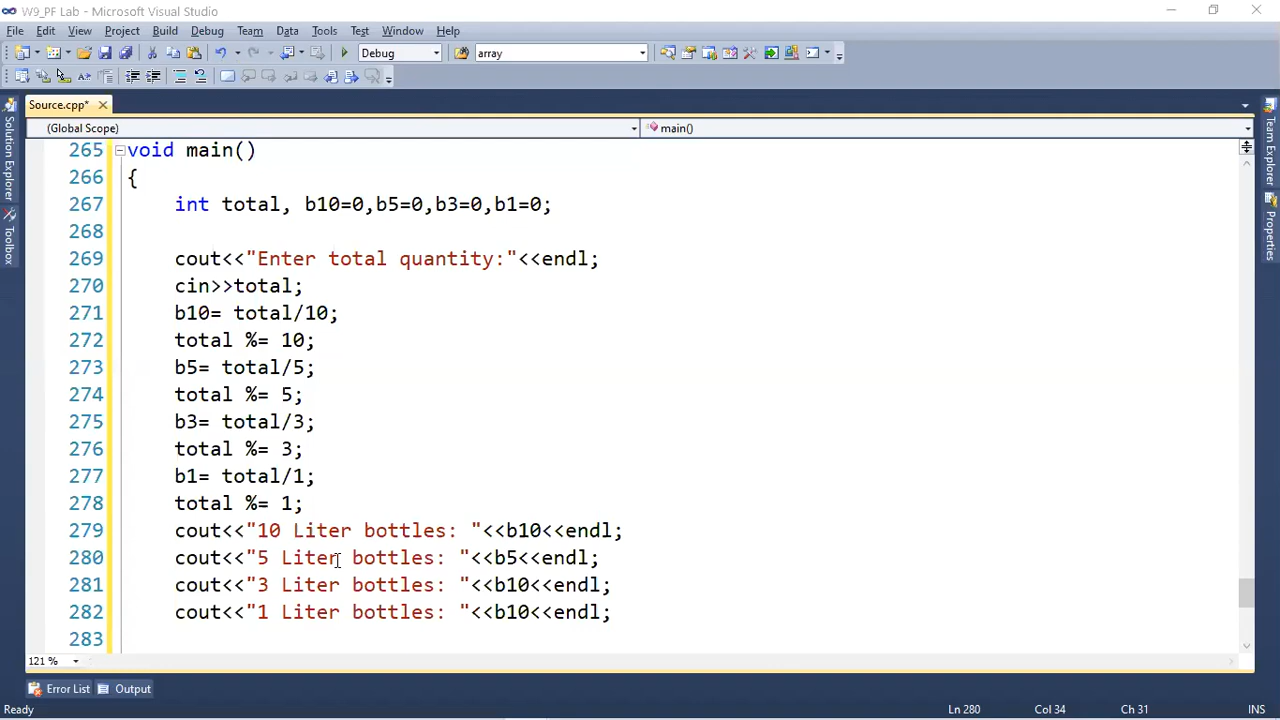 W9_PF Lab - Microsoft Visual Studio
File Edit View Project Build Debug Team Data Tools Test Window Help
Debug array
Source.cpp* ×
(Global Scope) main()
Solution Explorer
Toolbox
Team Explorer
Properties
265 void main()
266 {
267 int total, b10=0,b5=0,b3=0,b1=0;
268
269 cout<<"Enter total quantity:"<<endl;
270 cin>>total;
271 b10= total/10;
272 total %= 10;
273 b5= total/5;
274 total %= 5;
275 b3= total/3;
276 total %= 3;
277 b1= total/1;
278 total %= 1;
279 cout<<"10 Liter bottles: "<<b10<<endl;
280 cout<<"5 Liter bottles: "<<b5<<endl;
281 cout<<"3 Liter bottles: "<<b10<<endl;
282 cout<<"1 Liter bottles: "<<b10<<endl;
283
121 %
Error List Output
Ready Ln 280 Col 34 Ch 31 INS